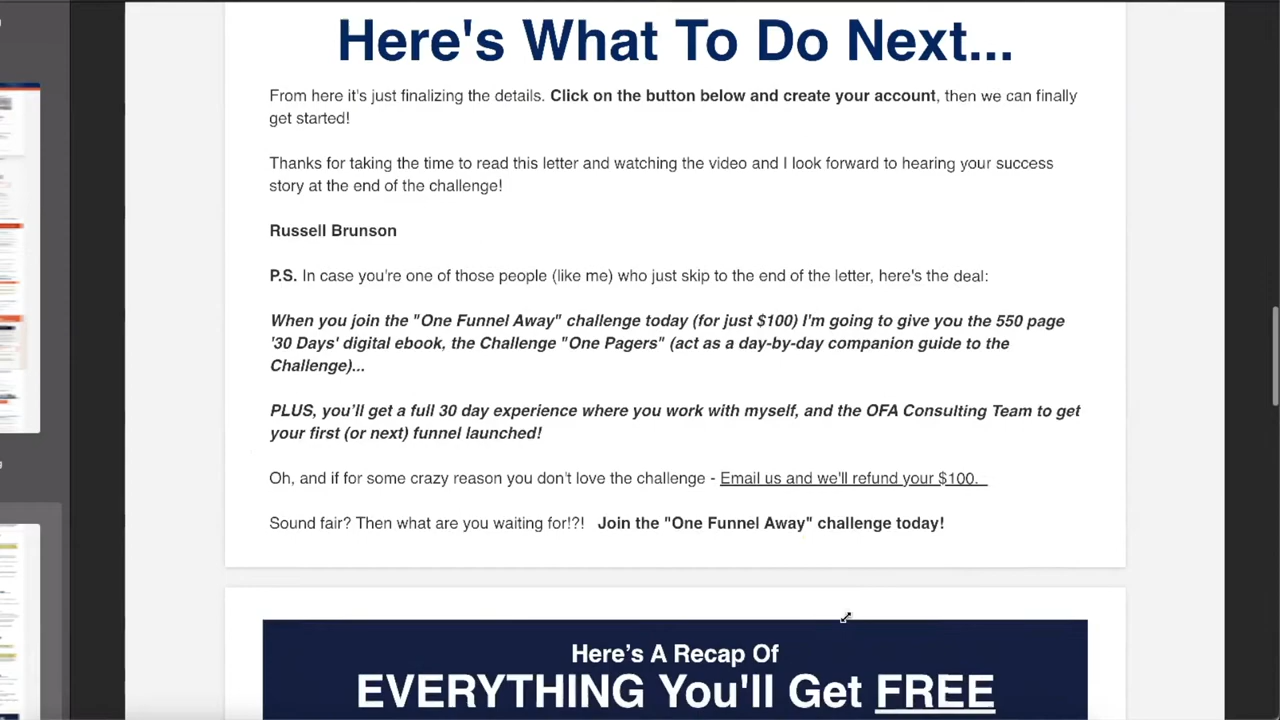 Here's What To Do Next...
From here it's just finalizing the details. Click on the button below and create your account, then we can finally
get started!
Thanks for taking the time to read this letter and watching the video and I look forward to hearing your success
story at the end of the challenge!
Russell Brunson
P.S. In case you're one of those people (like me) who just skip to the end of the letter, here's the deal:
When you join the "One Funnel Away" challenge today (for just $100) I'm going to give you the 550 page
'30 Days' digital ebook, the Challenge "One Pagers" (act as a day-by-day companion guide to the
Challenge)...
PLUS, you'll get a full 30 day experience where you work with myself, and the OFA Consulting Team to get
your first (or next) funnel launched!
Oh, and if for some crazy reason you don't love the challenge - Email us and we'll refund your $100.
Sound fair? Then what are you waiting for!?! Join the "One Funnel Away" challenge today!
Here's A Recap Of
EVERYTHING You'll Get FREE